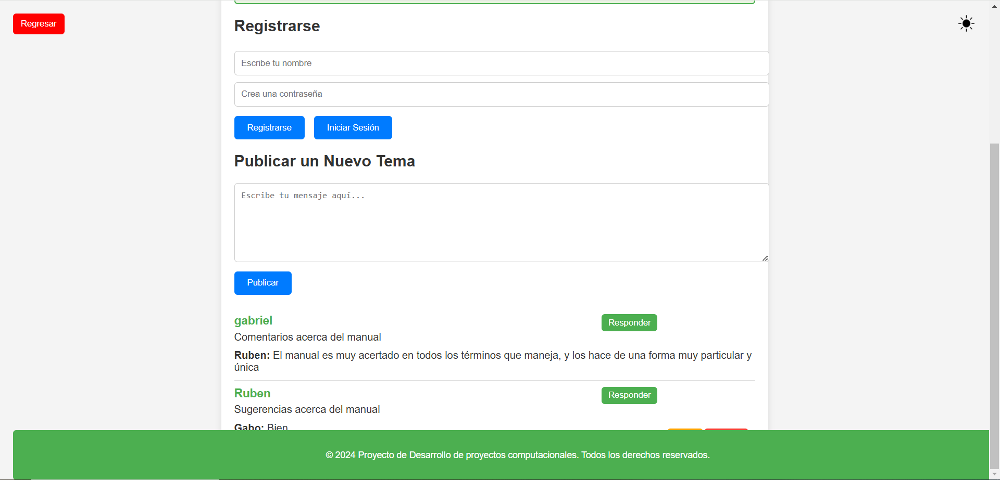 Regresar
Registrarse
Escribe tu nombre
Crea una contraseña
Registrarse
Iniciar Sesión
Publicar un Nuevo Tema
Escribe tu mensaje aquí...
Publicar
gabriel
Responder
Comentarios acerca del manual
Ruben: El manual es muy acertado en todos los términos que maneja, y los hace de una forma muy particular y
única
Ruben
Responder
Sugerencias acerca del manual
Gabo: Bien
© 2024 Proyecto de Desarrollo de proyectos computacionales. Todos los derechos reservados.